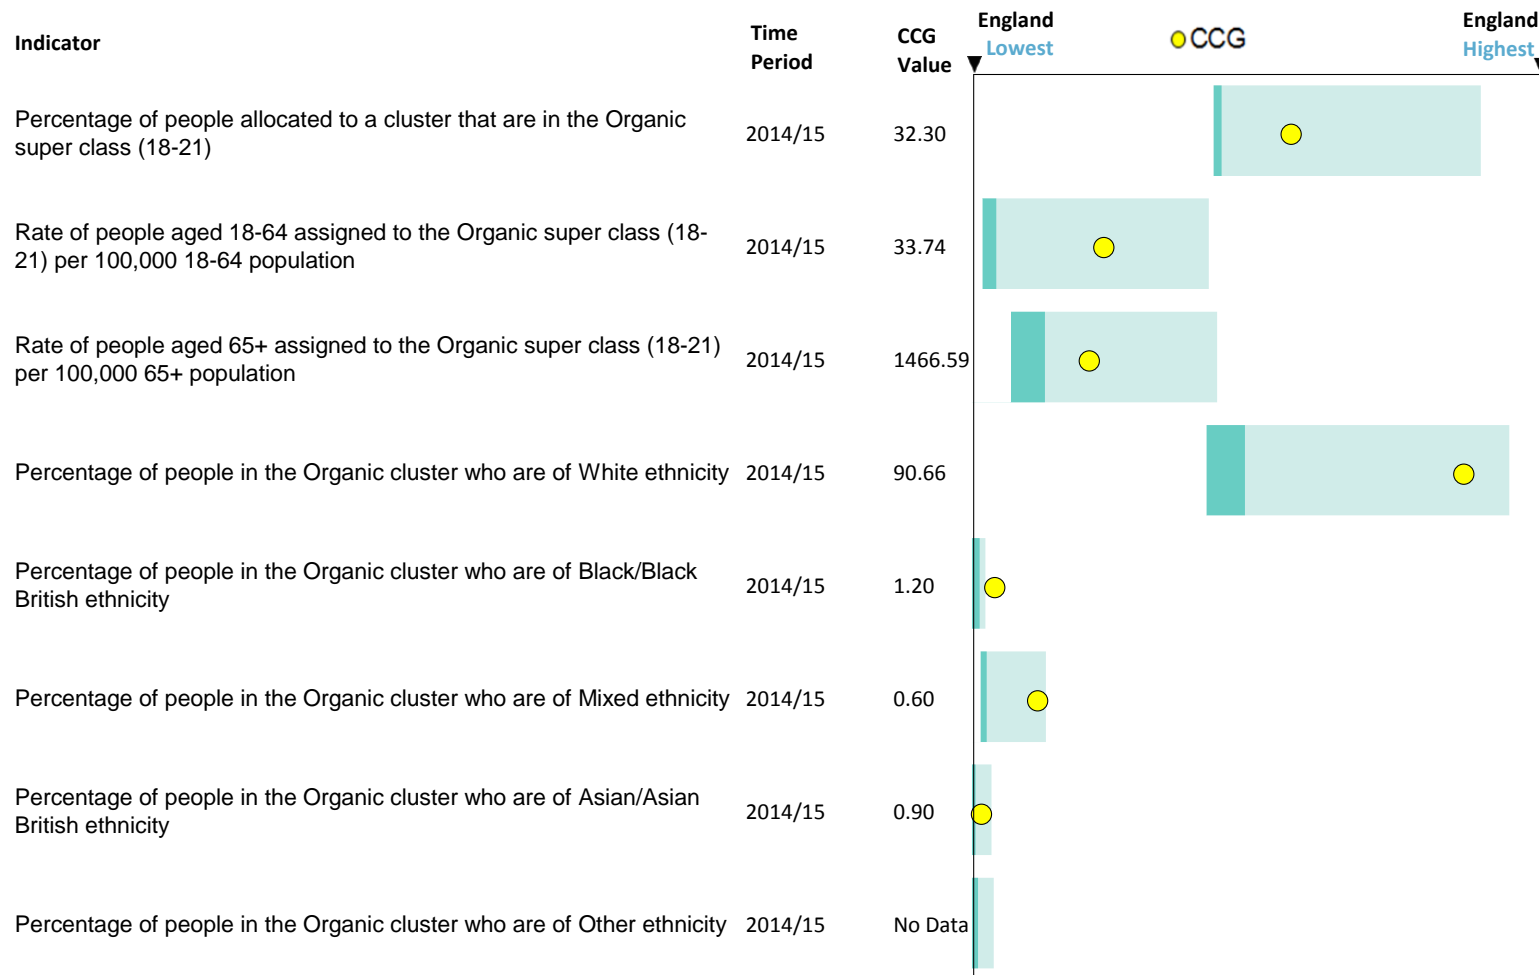 Indicator
Time
Period
CCG
Value
England
Lowest
CCG
England
Highest
Percentage of people allocated to a cluster that are in the Organic
super class (18-21)
2014/15
32.30
Rate of people aged 18-64 assigned to the Organic super class (18-
21) per 100,000 18-64 population
2014/15
33.74
Rate of people aged 65+ assigned to the Organic super class (18-21)
per 100,000 65+ population
2014/15
1466.59
Percentage of people in the Organic cluster who are of White ethnicity
2014/15
90.66
Percentage of people in the Organic cluster who are of Black/Black
British ethnicity
2014/15
1.20
Percentage of people in the Organic cluster who are of Mixed ethnicity
2014/15
0.60
Percentage of people in the Organic cluster who are of Asian/Asian
British ethnicity
2014/15
0.90
Percentage of people in the Organic cluster who are of Other ethnicity
2014/15
No Data